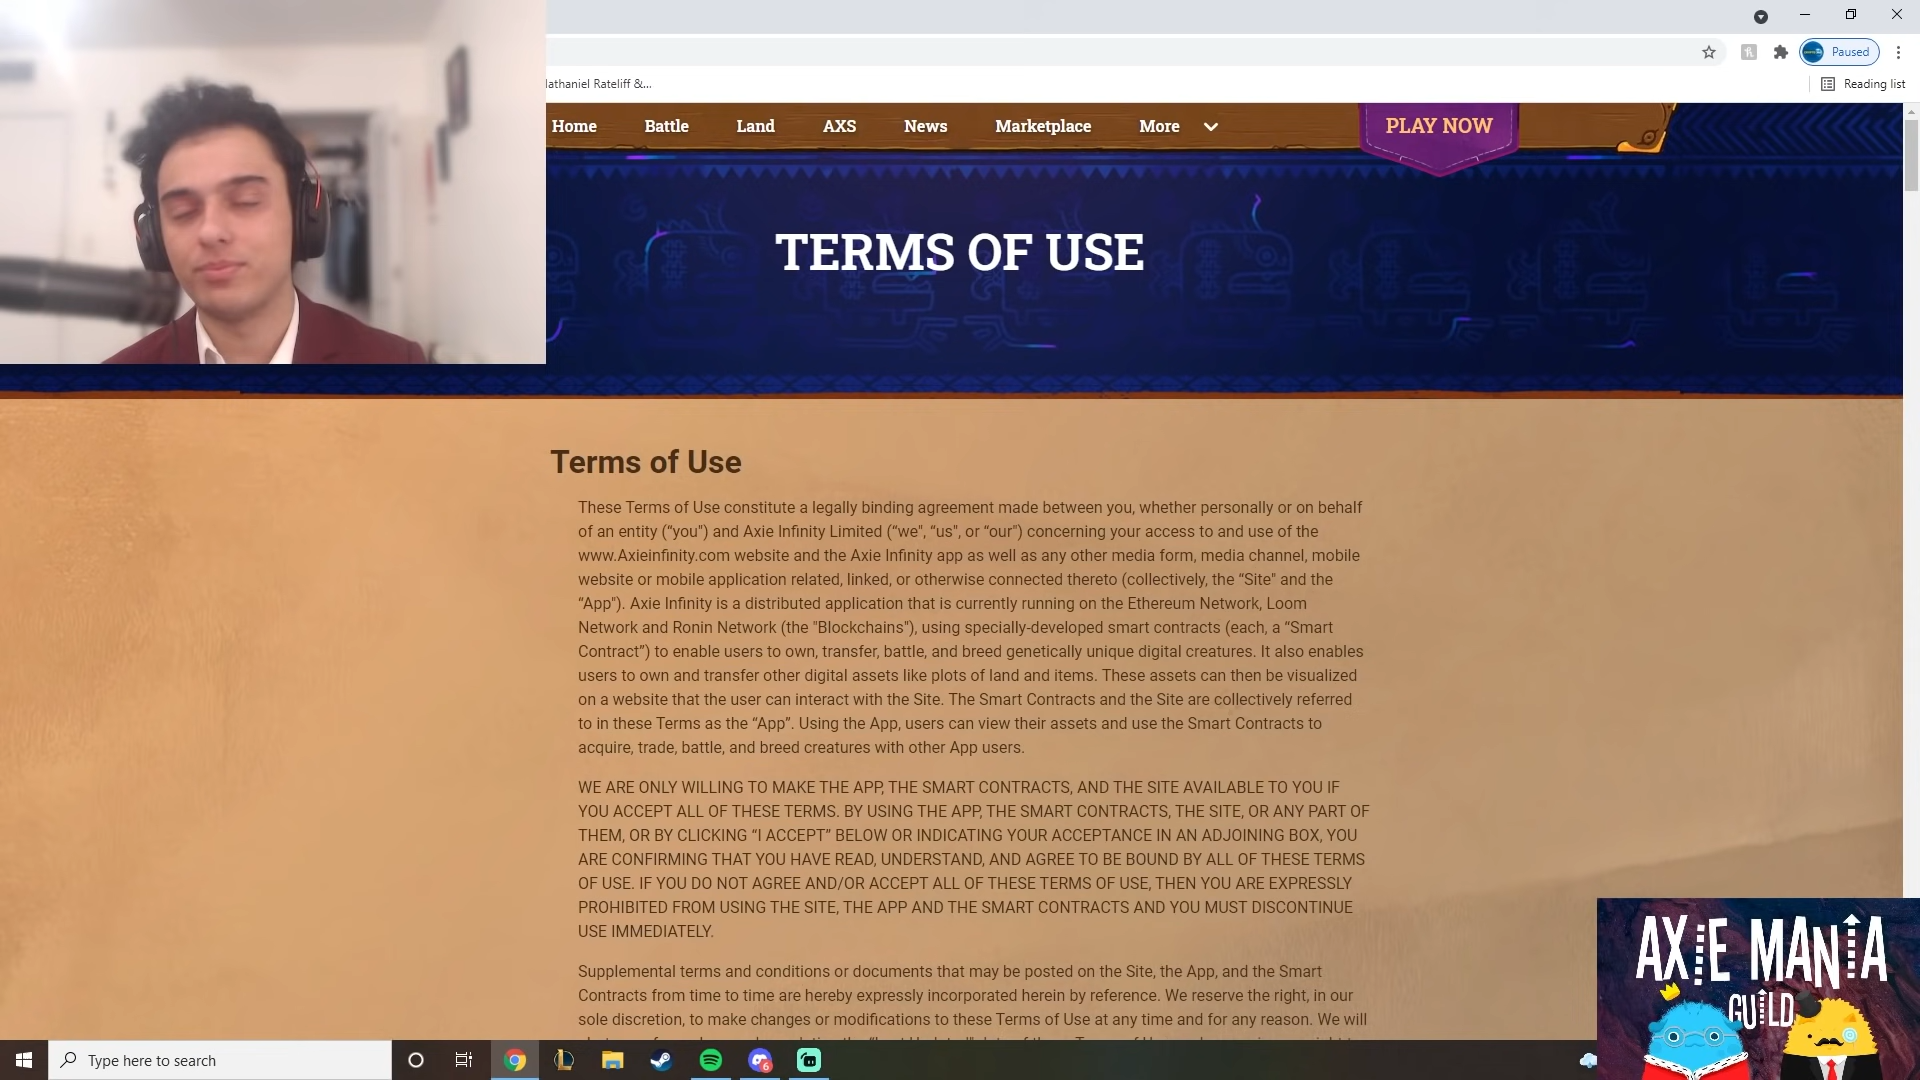 Paused
Nathaniel Rateliff &...
Reading list
Home Battle Land AXS News Marketplace More PLAY NOW
TERMS OF USE
Terms of Use
These Terms of Use constitute a legally binding agreement made between you, whether personally or on behalf
of an entity (“you") and Axie Infinity Limited (“we", “us", or “our") concerning your access to and use of the
www.Axieinfinity.com website and the Axie Infinity app as well as any other media form, media channel, mobile
website or mobile application related, linked, or otherwise connected thereto (collectively, the “Site" and the
“App"). Axie Infinity is a distributed application that is currently running on the Ethereum Network, Loom
Network and Ronin Network (the "Blockchains"), using specially-developed smart contracts (each, a “Smart
Contract”) to enable users to own, transfer, battle, and breed genetically unique digital creatures. It also enables
users to own and transfer other digital assets like plots of land and items. These assets can then be visualized
on a website that the user can interact with the Site. The Smart Contracts and the Site are collectively referred
to in these Terms as the “App”. Using the App, users can view their assets and use the Smart Contracts to
acquire, trade, battle, and breed creatures with other App users.
WE ARE ONLY WILLING TO MAKE THE APP, THE SMART CONTRACTS, AND THE SITE AVAILABLE TO YOU IF
YOU ACCEPT ALL OF THESE TERMS. BY USING THE APP, THE SMART CONTRACTS, THE SITE, OR ANY PART OF
THEM, OR BY CLICKING “I ACCEPT” BELOW OR INDICATING YOUR ACCEPTANCE IN AN ADJOINING BOX, YOU
ARE CONFIRMING THAT YOU HAVE READ, UNDERSTAND, AND AGREE TO BE BOUND BY ALL OF THESE TERMS
OF USE. IF YOU DO NOT AGREE AND/OR ACCEPT ALL OF THESE TERMS OF USE, THEN YOU ARE EXPRESSLY
PROHIBITED FROM USING THE SITE, THE APP AND THE SMART CONTRACTS AND YOU MUST DISCONTINUE
USE IMMEDIATELY.
Supplemental terms and conditions or documents that may be posted on the Site, the App, and the Smart
Contracts from time to time are hereby expressly incorporated herein by reference. We reserve the right, in our
sole discretion, to make changes or modifications to these Terms of Use at any time and for any reason. We will
AXIE MANIA
GUILD
Type here to search
6